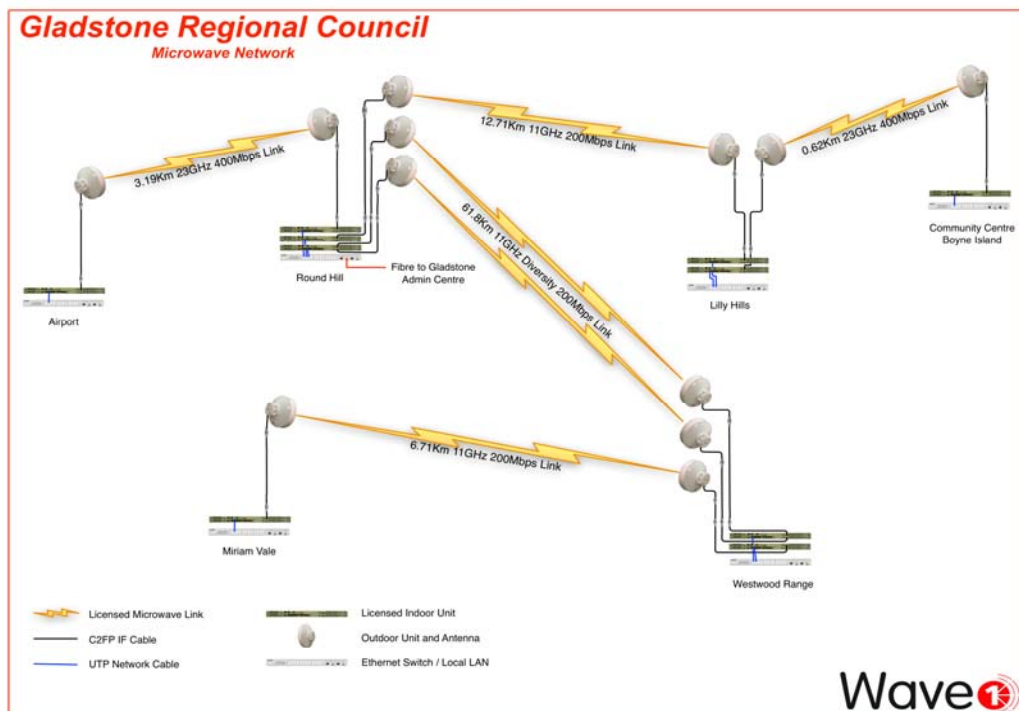 Gladstone Regional Council
Microwave Network
12.71Km 11GHz 200Mbps Link
0.62Km 23GHz 400Mbps Link
3.19Km 23GHz 400Mbps Link
Community Centre
Boyne Island
Round Hill
Fibre to Gladstone
Admin Centre
61.8Km 11GHz Diversity 200Mbps Link
Lilly Hills
Airport
6.71Km 11GHz 200Mbps Link
Miriam Vale
Westwood Range
Licensed Microwave Link
Licensed Indoor Unit
C2FP IF Cable
Outdoor Unit and Antenna
UTP Network Cable
Ethernet Switch / Local LAN
Wave1